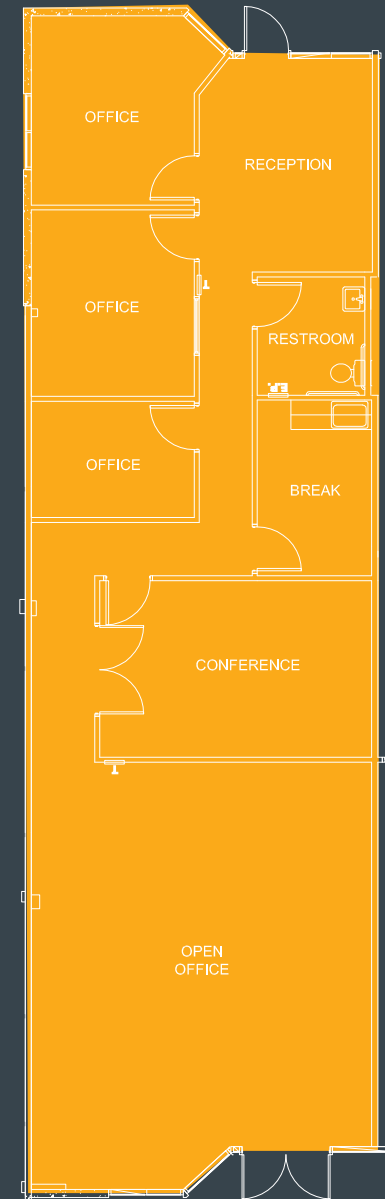 OFFICE
RECEPTION
OFFICE
RESTROOM
E.P.
OFFICE
BREAK
CONFERENCE
OPEN
OFFICE